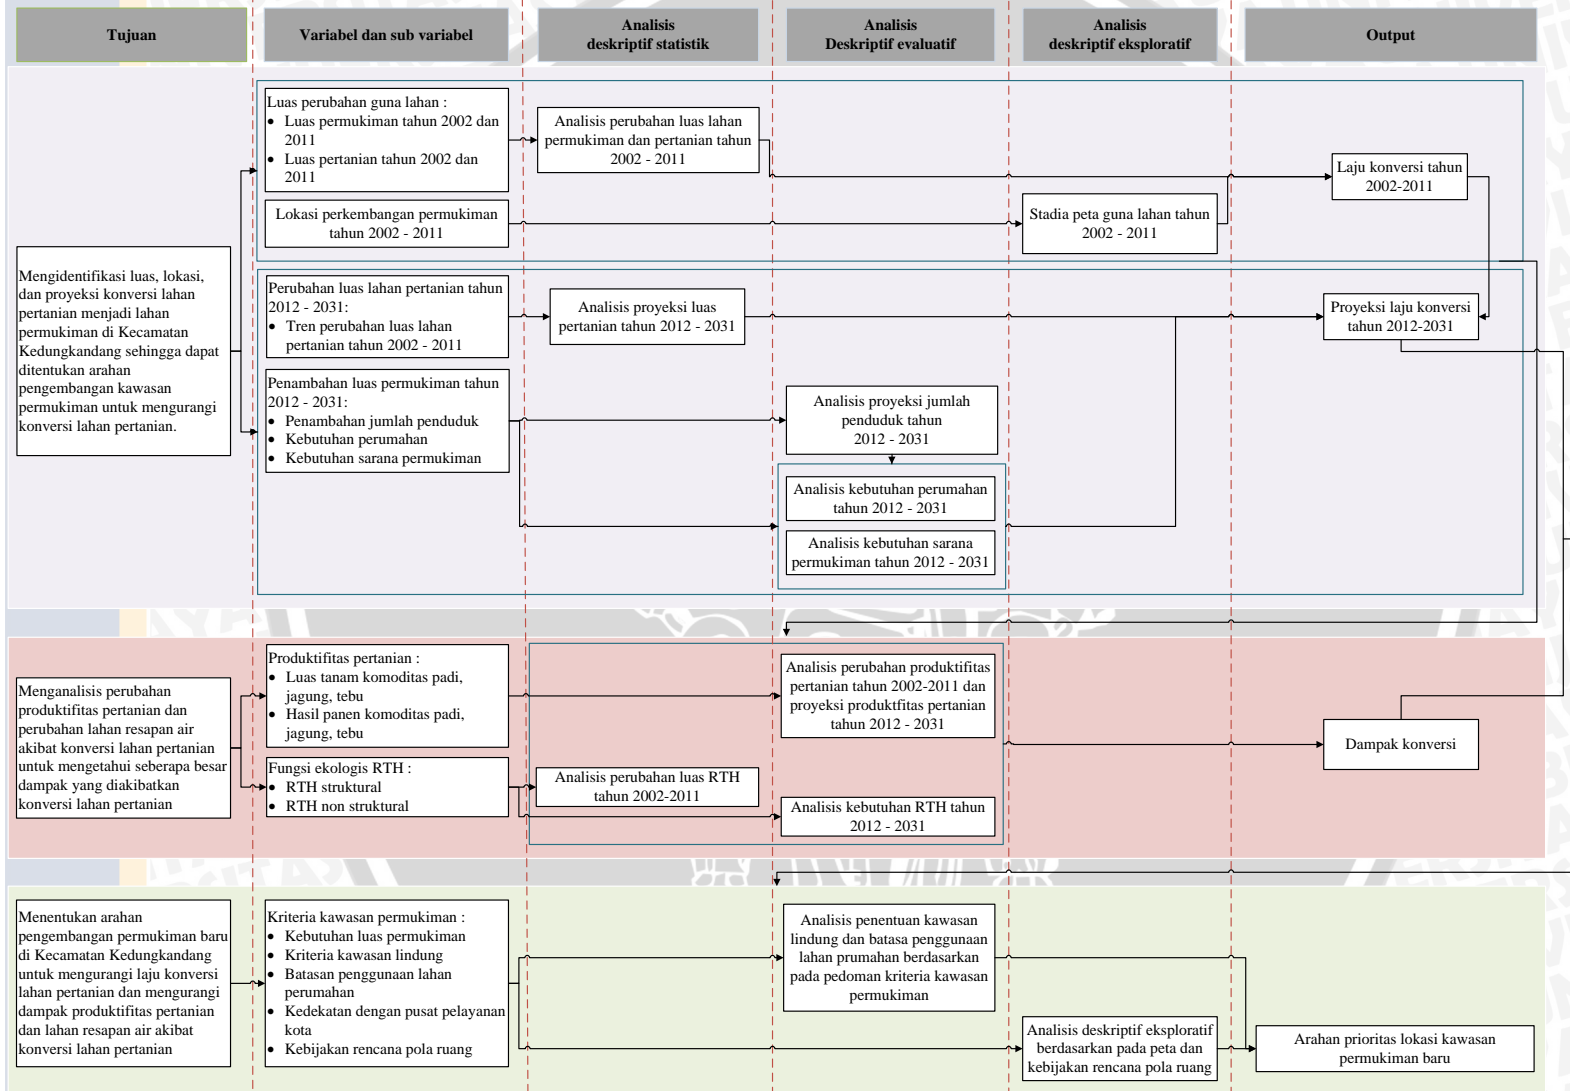 Tujuan
Variabel dan sub variabel
Analisis
deskriptif statistik
Analisis
Deskriptif evaluatif
Analisis
deskriptif eksploratif
Output
Mengidentifikasi luas, lokasi,
dan proyeksi konversi lahan
pertanian menjadi lahan
permukiman di Kecamatan
Kedungkandang sehingga dapat
ditentukan arahan
pengembangan kawasan
permukiman untuk mengurangi
konversi lahan pertanian.
Luas perubahan guna lahan :
• Luas permukiman tahun 2002 dan
2011
• Luas pertanian tahun 2002 dan
2011
Analisis perubahan luas lahan
permukiman dan pertanian tahun
2002 - 2011
Laju konversi tahun
2002-2011
Lokasi perkembangan permukiman
tahun 2002 - 2011
Stadia peta guna lahan tahun
2002 - 2011
Perubahan luas lahan pertanian tahun
2012 - 2031:
• Tren perubahan luas lahan
pertanian tahun 2002 - 2011
Analisis proyeksi luas
pertanian tahun 2012 - 2031
Proyeksi laju konversi
tahun 2012-2031
Penambahan luas permukiman tahun
2012 - 2031:
• Penambahan jumlah penduduk
• Kebutuhan perumahan
• Kebutuhan sarana permukiman
Analisis proyeksi jumlah
penduduk tahun
2012 - 2031
Analisis kebutuhan perumahan
tahun 2012 - 2031
Analisis kebutuhan sarana
permukiman tahun 2012 - 2031
Menganalisis perubahan
produktifitas pertanian dan
perubahan lahan resapan air
akibat konversi lahan pertanian
untuk mengetahui seberapa besar
dampak yang diakibatkan
konversi lahan pertanian
Produktifitas pertanian :
• Luas tanam komoditas padi,
jagung, tebu
• Hasil panen komoditas padi,
jagung, tebu
Analisis perubahan produktifitas
pertanian tahun 2002-2011 dan
proyeksi produktfitas pertanian
tahun 2012 - 2031
Dampak konversi
Fungsi ekologis RTH :
• RTH struktural
• RTH non struktural
Analisis perubahan luas RTH
tahun 2002-2011
Analisis kebutuhan RTH tahun
2012 - 2031
Menentukan arahan
pengembangan permukiman baru
di Kecamatan Kedungkandang
untuk mengurangi laju konversi
lahan pertanian dan mengurangi
dampak produktifitas pertanian
dan lahan resapan air akibat
konversi lahan pertanian
Kriteria kawasan permukiman :
• Kebutuhan luas permukiman
• Kriteria kawasan lindung
• Batasan penggunaan lahan
perumahan
• Kedekatan dengan pusat pelayanan
kota
• Kebijakan rencana pola ruang
Analisis penentuan kawasan
lindung dan batasa penggunaan
lahan prumahan berdasarkan
pada pedoman kriteria kawasan
permukiman
Analisis deskriptif eksploratif
berdasarkan pada peta dan
kebijakan rencana pola ruang
Arahan prioritas lokasi kawasan
permukiman baru